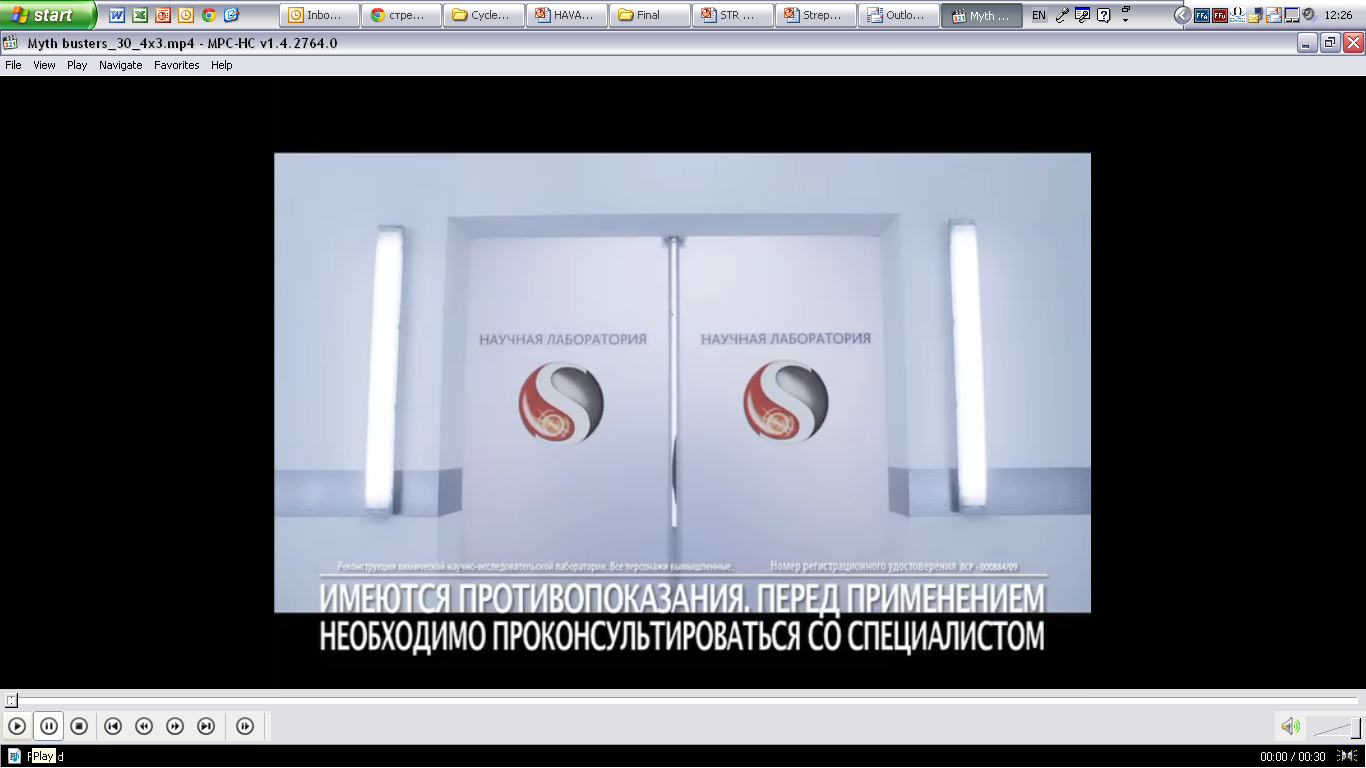 start
Inbo...
стре...
Cycle...
HAVA...
Final
STR ...
Strep...
Outlo...
Myth ...
EN
12:26
Myth busters_30_4x3.mp4 - MPC-HC v1.4.2764.0
File View Play Navigate Favorites Help
НАУЧНАЯ ЛАБОРАТОРИЯ
НАУЧНАЯ ЛАБОРАТОРИЯ
Реконструкция химической научно-исследовательской лаборатории. Все персонажи вымышленные.
Номер регистрационного удостоверения ЛСР - 000884/09
ИМЕЮТСЯ ПРОТИВОПОКАЗАНИЯ. ПЕРЕД ПРИМЕНЕНИЕМ
НЕОБХОДИМО ПРОКОНСУЛЬТИРОВАТЬСЯ СО СПЕЦИАЛИСТОМ
Play
00:00 / 00:30